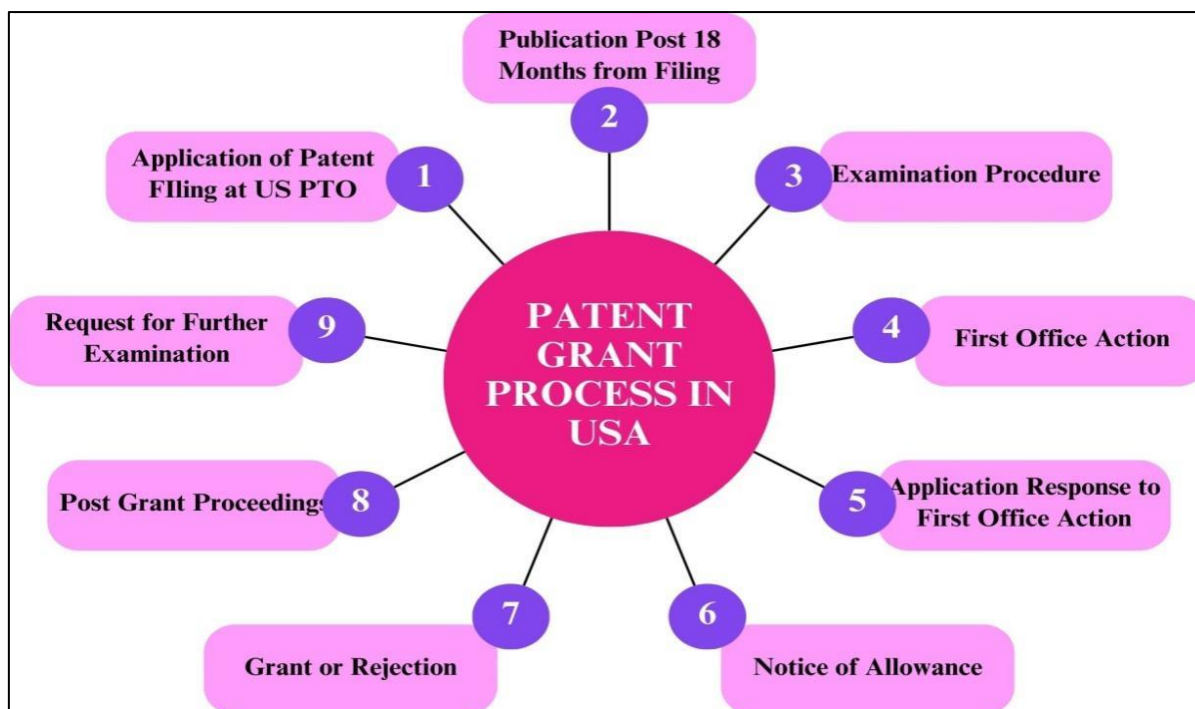 PATENT
GRANT
PROCESS IN
USA
1
Application of Patent
FIling at US PTO
2
Publication Post 18
Months from Filing
3
Examination Procedure
4
First Office Action
5
Application Response to
First Office Action
6
Notice of Allowance
7
Grant or Rejection
8
Post Grant Proceedings
9
Request for Further
Examination